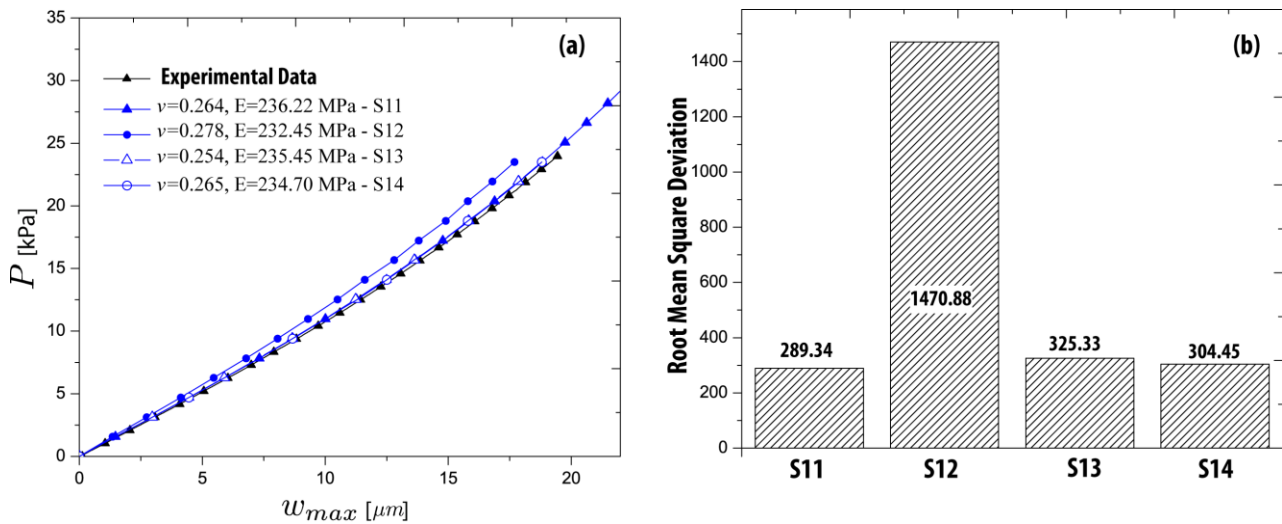 (a)
Experimental Data
ν=0.264, E=236.22 MPa - S11
ν=0.278, E=232.45 MPa - S12
ν=0.254, E=235.45 MPa - S13
ν=0.265, E=234.70 MPa - S14
P [kPa]
35
30
25
20
15
10
5
0
0 5 10 15 20
w_max [μm]
(b)
Root Mean Square Deviation
1400
1200
1000
800
600
400
200
0
289.34
1470.88
325.33
304.45
S11 S12 S13 S14